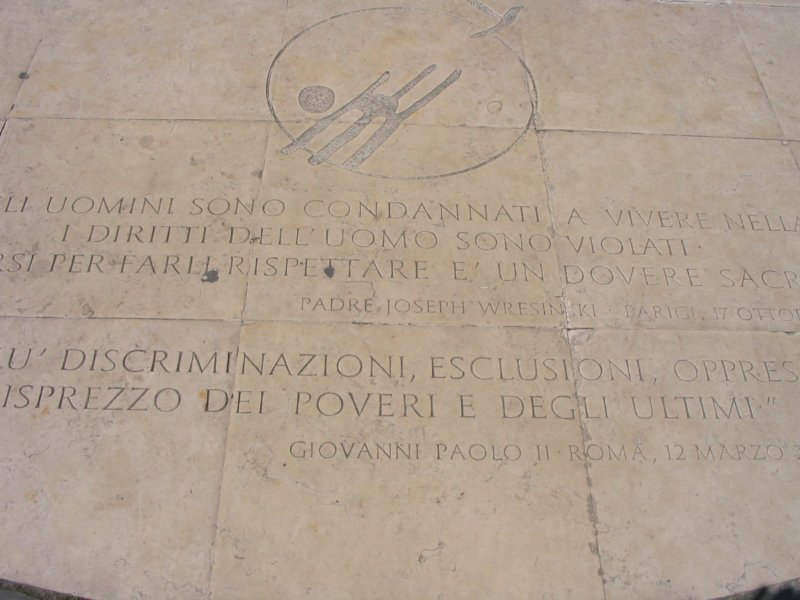 LI UOMINI SONO CONDANNATI A VIVERE NELLA
I DIRITTI DELL'UOMO SONO VIOLATI.
RSI PER FARLI RISPETTARE E' UN DOVERE SACR
PADRE JOSEPH WRESINSKI · PARIGI, 17 OTTO
LU' DISCRIMINAZIONI, ESCLUSIONI, OPPRES
ISPREZZO DEI POVERI E DEGLI ULTIMI."
GIOVANNI PAOLO II · ROMA, 12 MARZO